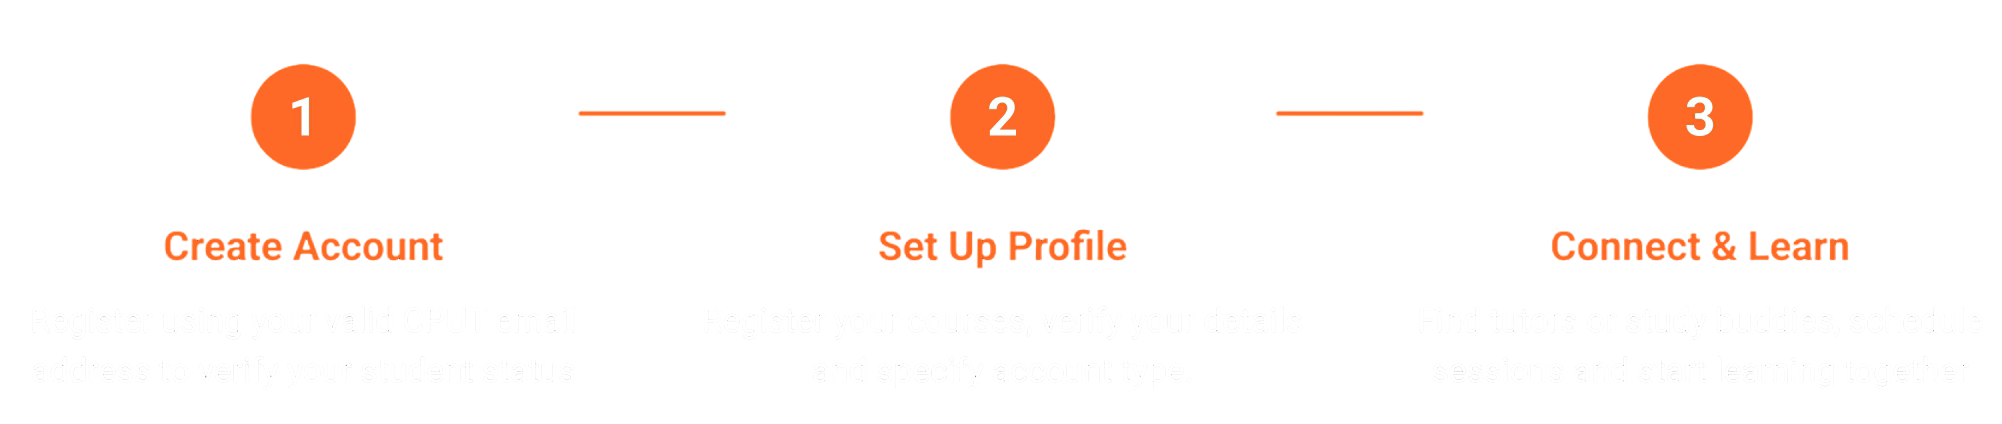 1
2
3
Create Account
Set Up Profile
Connect & Learn
Register using your valid CPUT email
address to verify your student status
Register your courses, verify your details
and specify account type.
Find tutors or study buddies, schedule
sessions and start learning together